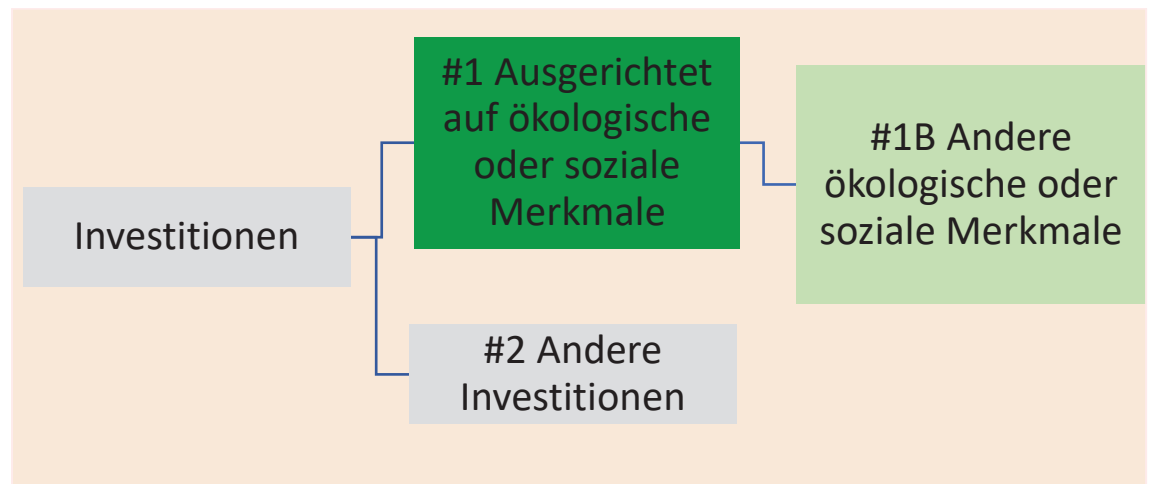 Investitionen
#1 Ausgerichtet
auf ökologische
oder soziale
Merkmale
#1B Andere
ökologische oder
soziale Merkmale
#2 Andere
Investitionen